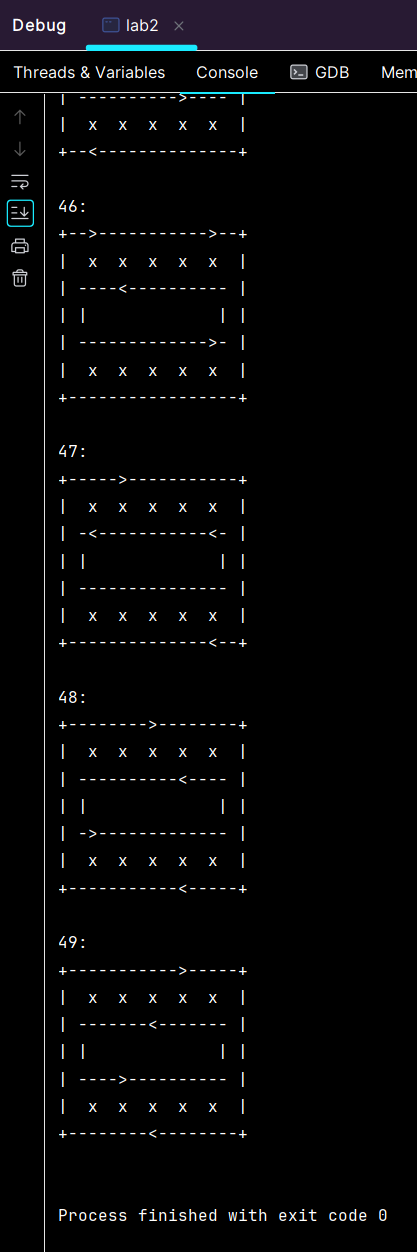 Debug
lab2
Threads & Variables Console GDB Mem
| ---------->---- |
|  x  x  x  x  x  |
+--<--------------+
46:
+-->----------->--+
|  x  x  x  x  x  |
| ----<---------- |
| |             | |
| ------------->- |
|  x  x  x  x  x  |
+-----------------+
47:
+----->-----------+
|  x  x  x  x  x  |
| -<-----------<- |
| |             | |
| --------------- |
|  x  x  x  x  x  |
+--------------<--+
48:
+-------->--------+
|  x  x  x  x  x  |
| ----------<---- |
| |             | |
| ->------------- |
|  x  x  x  x  x  |
+-----------<-----+
49:
+----------->-----+
|  x  x  x  x  x  |
| -------<------- |
| |             | |
| ---->---------- |
|  x  x  x  x  x  |
+--------<--------+
Process finished with exit code 0